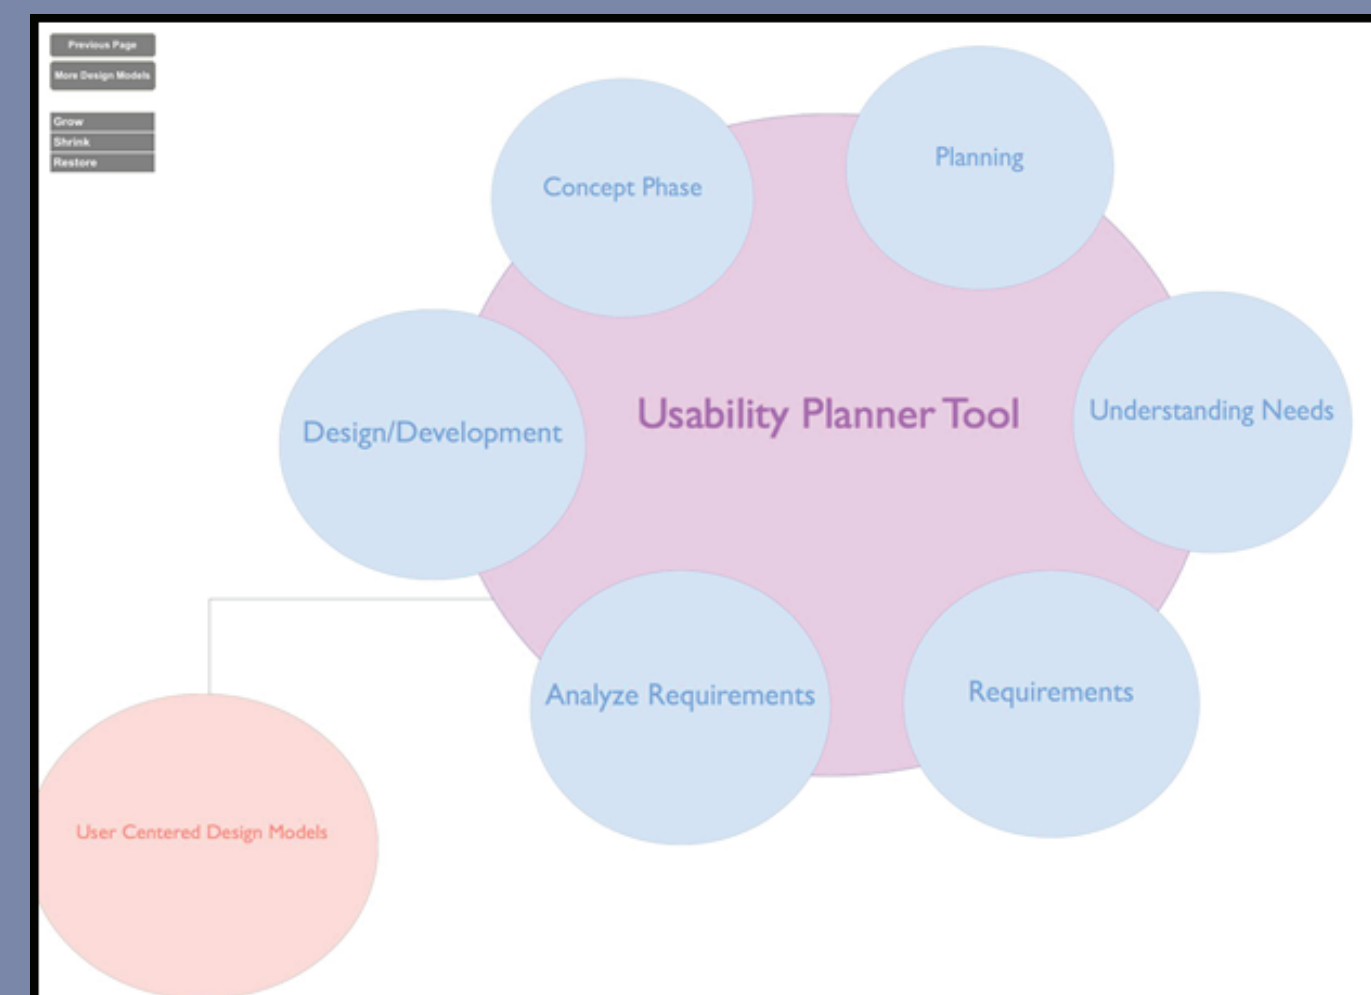 Previous Page
More Design Models
Grow
Shrink
Restore
Planning
Concept Phase
Usability Planner Tool
Understanding Needs
Design/Development
Analyze Requirements
Requirements
User Centered Design Models